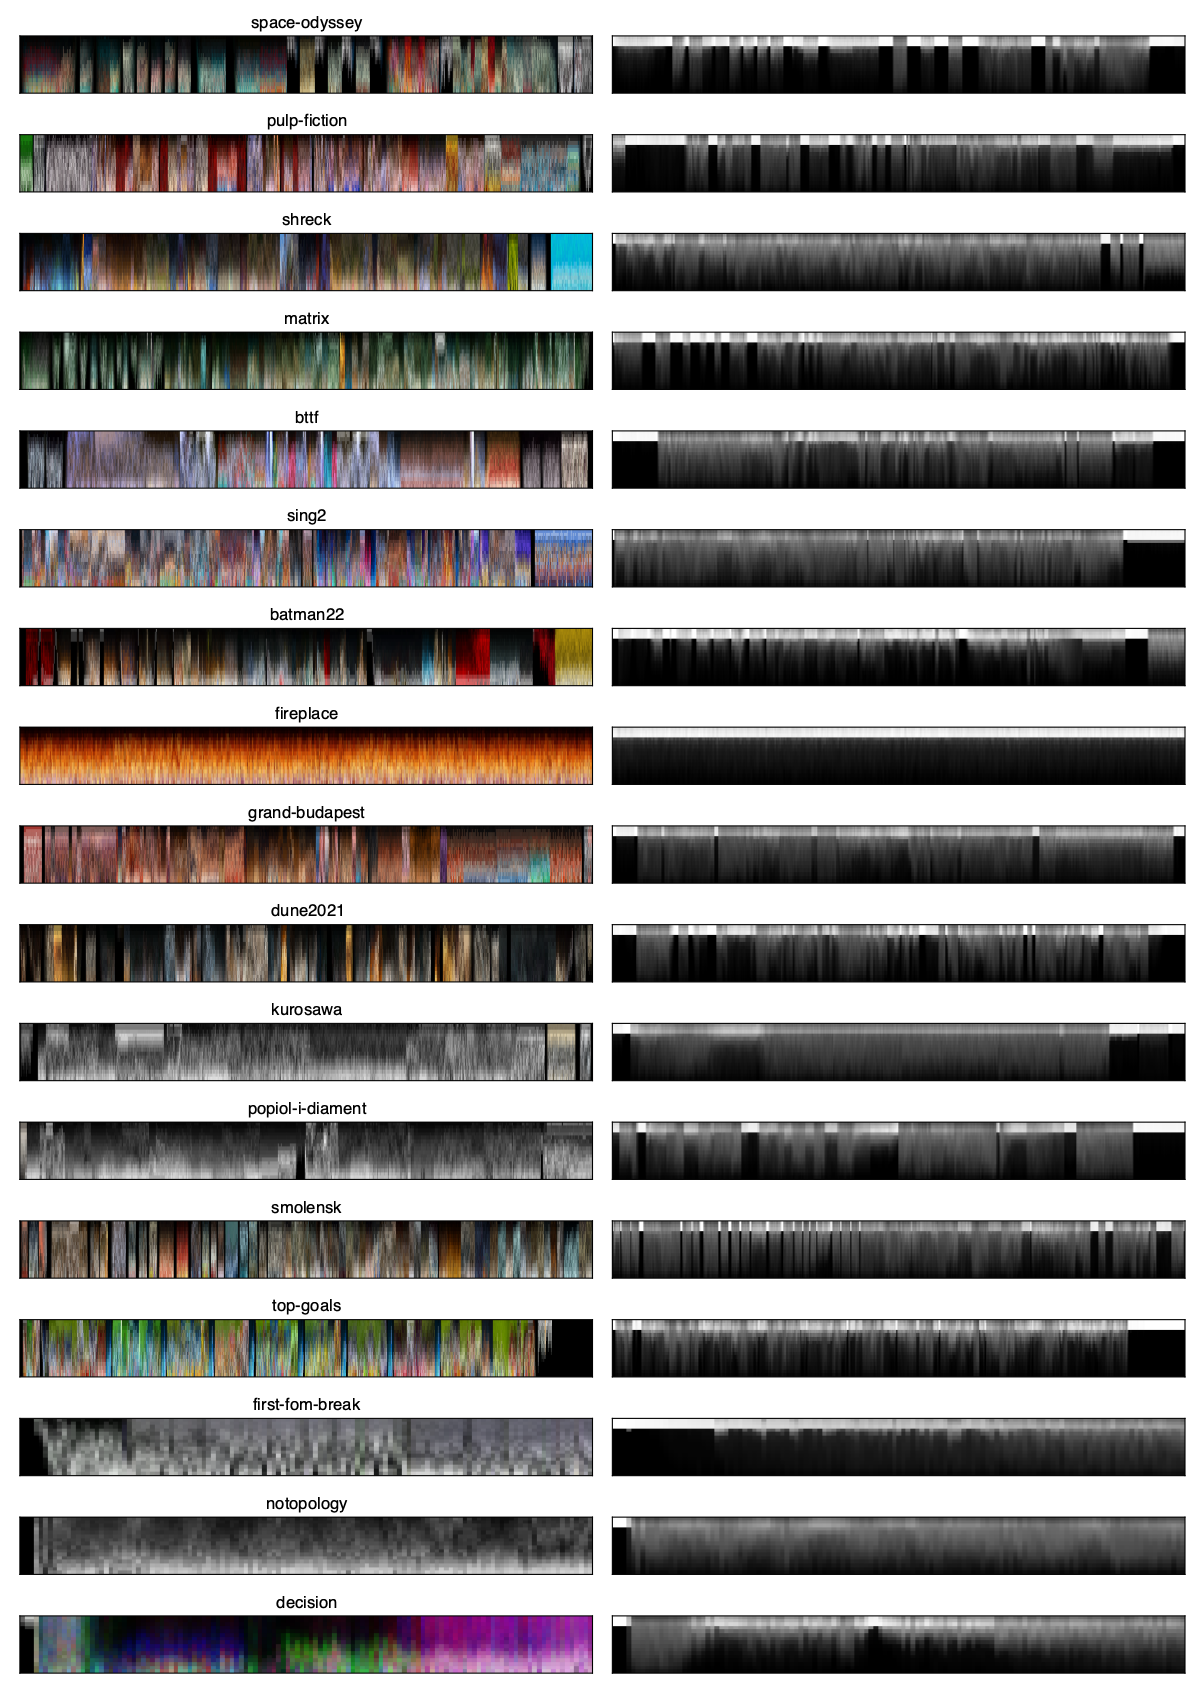 space-odyssey
pulp-fiction
shreck
matrix
bttf
sing2
batman22
fireplace
grand-budapest
dune2021
kurosawa
popiol-i-diament
smolensk
top-goals
first-fom-break
notopology
decision